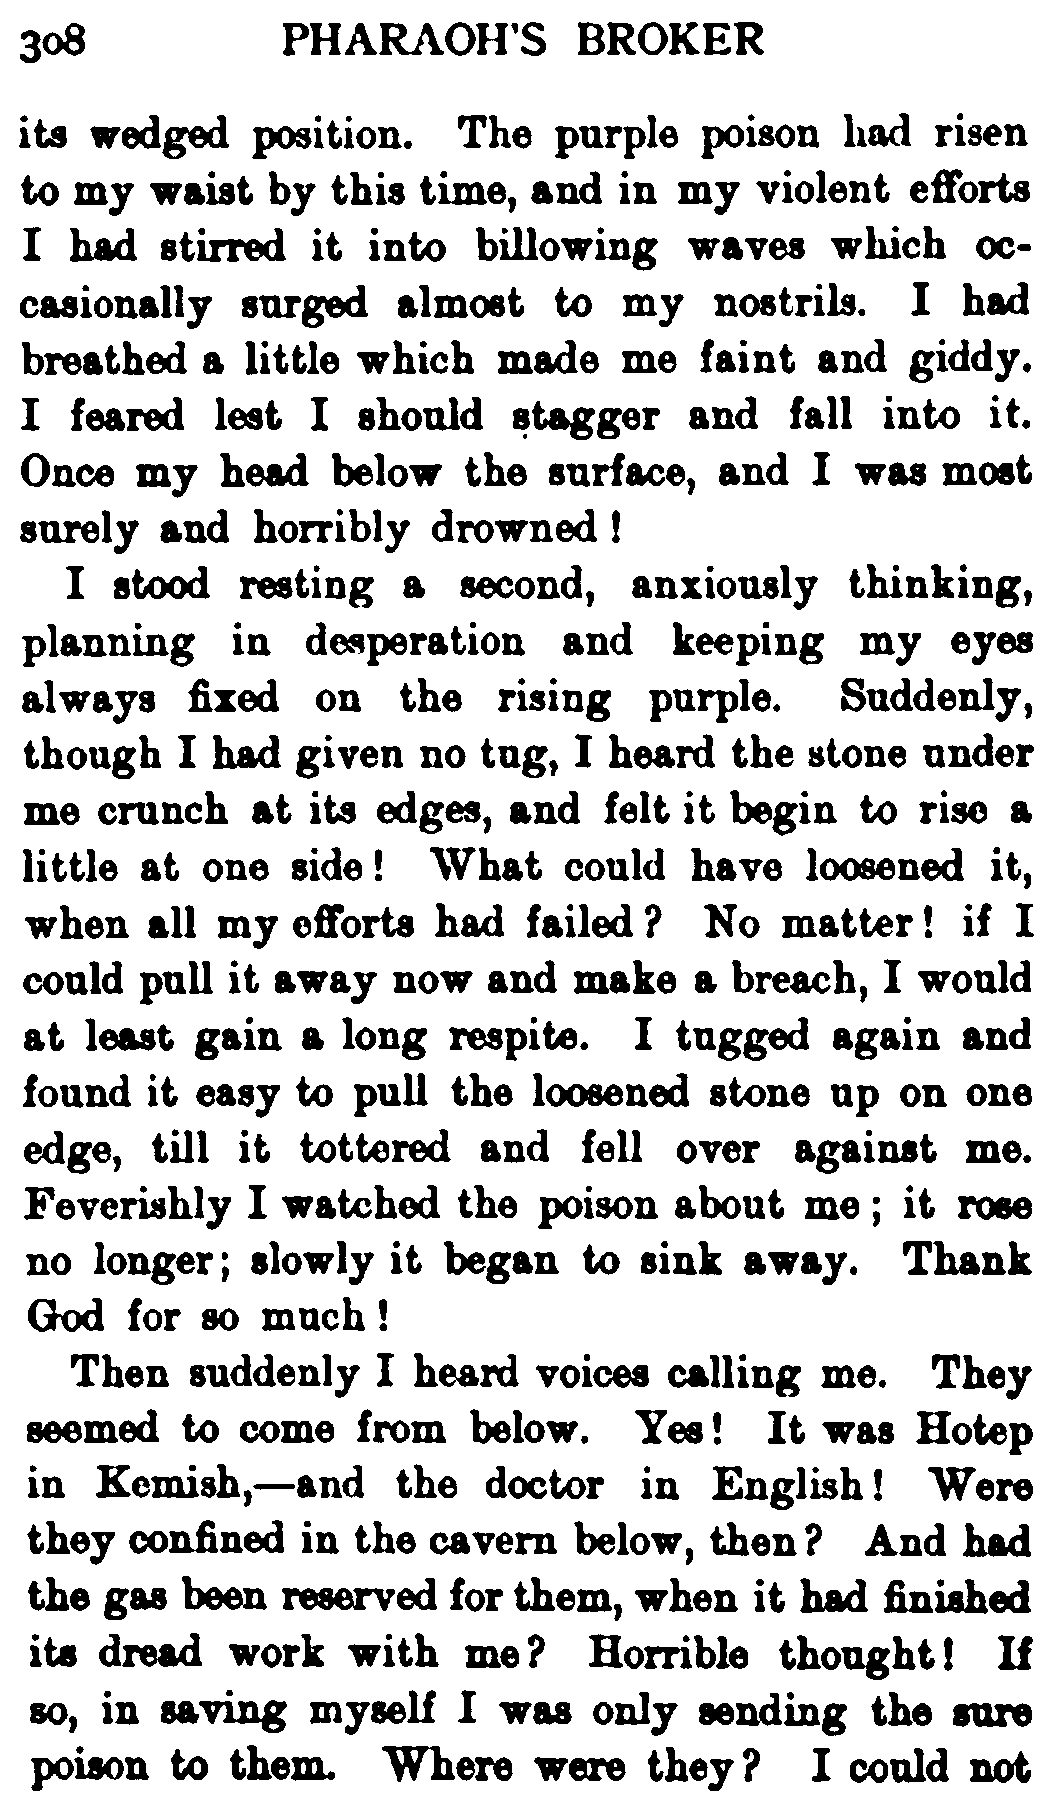 308 PHARAOH'S BROKER
its wedged position. The purple poison had risen
to my waist by this time, and in my violent efforts
I had stirred it into billowing waves which oc-
casionally surged almost to my nostrils. I had
breathed a little which made me faint and giddy.
I feared lest I should stagger and fall into it.
Once my head below the surface, and I was most
surely and horribly drowned !
I stood resting a second, anxiously thinking,
planning in desperation and keeping my eyes
always fixed on the rising purple. Suddenly,
though I had given no tug, I heard the stone under
me crunch at its edges, and felt it begin to rise a
little at one side ! What could have loosened it,
when all my efforts had failed ? No matter ! if I
could pull it away now and make a breach, I would
at least gain a long respite. I tugged again and
found it easy to pull the loosened stone up on one
edge, till it tottered and fell over against me.
Feverishly I watched the poison about me ; it rose
no longer ; slowly it began to sink away. Thank
God for so much !
Then suddenly I heard voices calling me. They
seemed to come from below. Yes ! It was Hotep
in Kemish,—and the doctor in English ! Were
they confined in the cavern below, then ? And had
the gas been reserved for them, when it had finished
its dread work with me ? Horrible thought ! If
so, in saving myself I was only sending the sure
poison to them. Where were they ? I could not